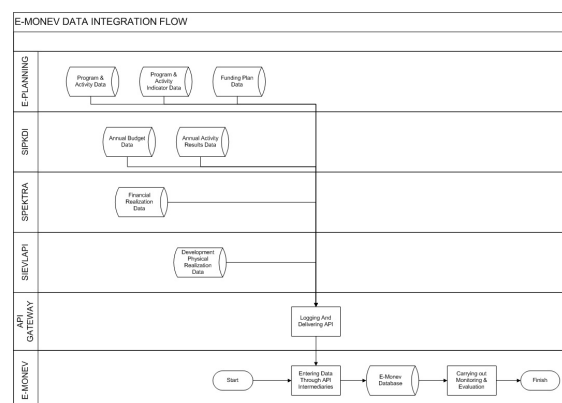 E-MONEV DATA INTEGRATION FLOW
E-PLANNING
Program &
Activity Data
Program &
Activity
Indicator Data
Funding Plan
Data
SIPKDI
Annual Budget
Data
Annual Activity
Results Data
SPEKTRA
Financial
Realization
Data
SIEVLAPI
Development
Physical
Realization
Data
API
GATEWAY
Logging And
Delivering API
E-MONEV
Start
Entering Data
Through API
Intermediaries
E-Monev
Database
Carrying out
Monitoring &
Evaluation
Finish